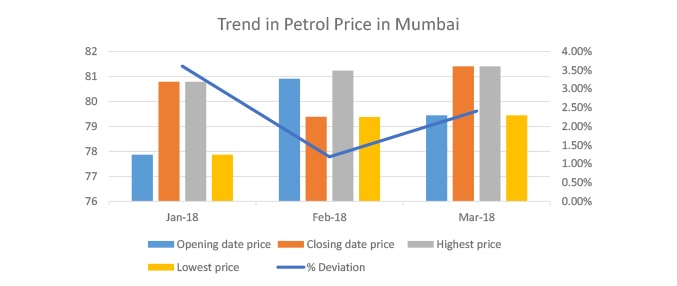 Trend in Petrol Price in Mumbai
82 4.00%
81 3.50%
80 3.00%
79 2.50%
78 2.00%
77 1.50%
76 1.00%
0.50%
0.00%
Jan-18 Feb-18 Mar-18
Opening date price Closing date price Highest price
Lowest price % Deviation